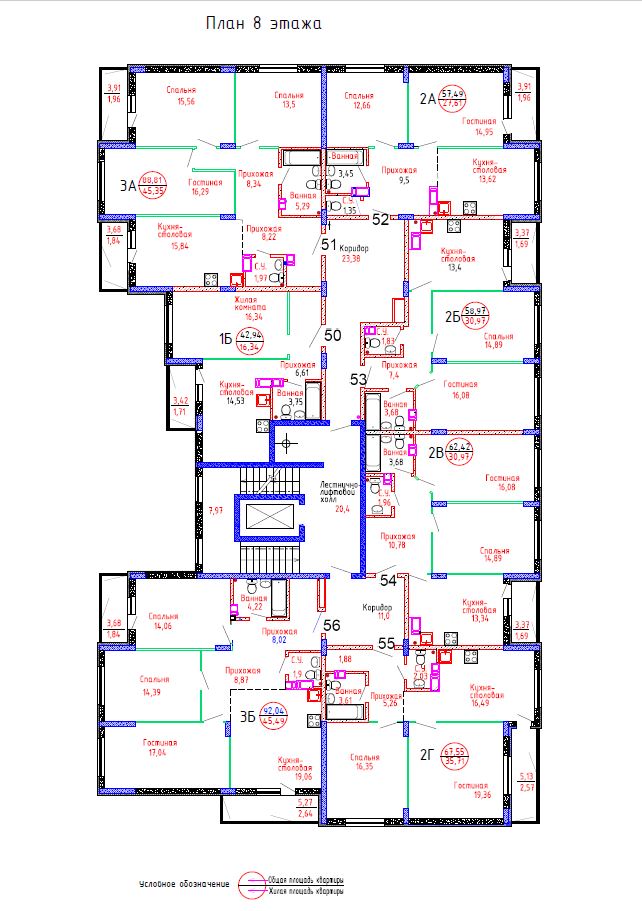 План 8 этажа
3,91
1,96
Спальня
15,56
Спальня
13,5
Спальня
12,66
2А
57,49
27,61
Гостиная
14,95
3,91
1,96
3А
88,81
45,35
Гостиная
16,29
Прихожая
8,34
Ванная
5,29
Ванная
3,45
С.У.
1,35
Прихожая
9,5
Кухня-
столовая
13,62
52
3,68
1,84
Кухня-
столовая
15,84
Прихожая
8,22
С.У.
1,97
51
Коридор
23,38
Кухня-
столовая
13,4
3,37
1,69
Жилая
комната
16,34
1Б
42,94
16,34
50
С.У.
1,83
2Б
58,97
30,97
Спальня
14,89
Прихожая
6,61
53
Прихожая
7,4
3,42
1,71
Кухня-
столовая
14,53
Ванная
3,75
Ванная
3,68
Гостиная
16,08
Ванная
3,68
2В
62,42
30,97
Гостиная
16,08
7,97
Лестнично-
лифтовой
холл
20,4
С.У.
1,96
Прихожая
10,78
Спальня
14,89
54
3,68
1,84
Спальня
14,06
Ванная
4,22
Прихожая
8,02
56
Коридор
11,0
55
Кухня-
столовая
13,34
3,37
1,69
Спальня
14,39
Прихожая
8,87
С.У.
1,9
1,88
Ванная
3,61
Прихожая
5,26
С.У.
2,03
Кухня-
столовая
16,49
3Б
92,04
45,49
Гостиная
17,04
Кухня-
столовая
19,06
Спальня
16,35
2Г
67,55
35,71
Гостиная
19,36
5,13
2,57
5,27
2,64
Условное обозначение
Общая площадь квартиры
Жилая площадь квартиры